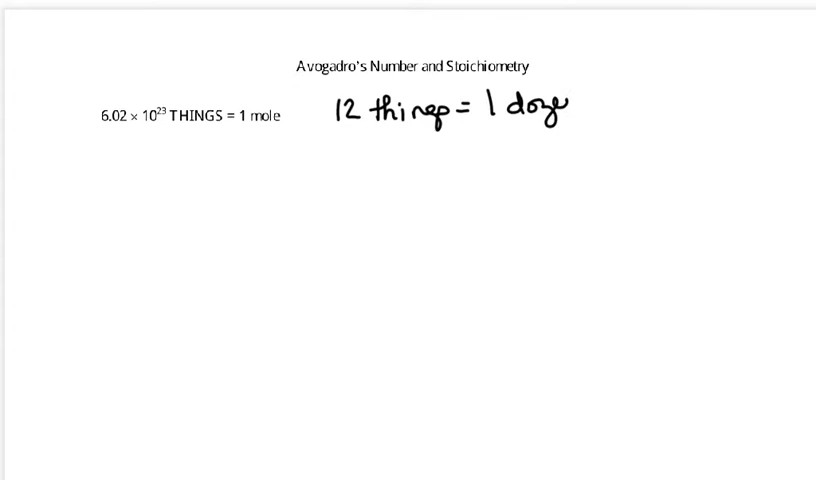 Avogadro's Number and Stoichiometry
6.02 × 10²³ THINGS = 1 mole
12 things = 1 doze